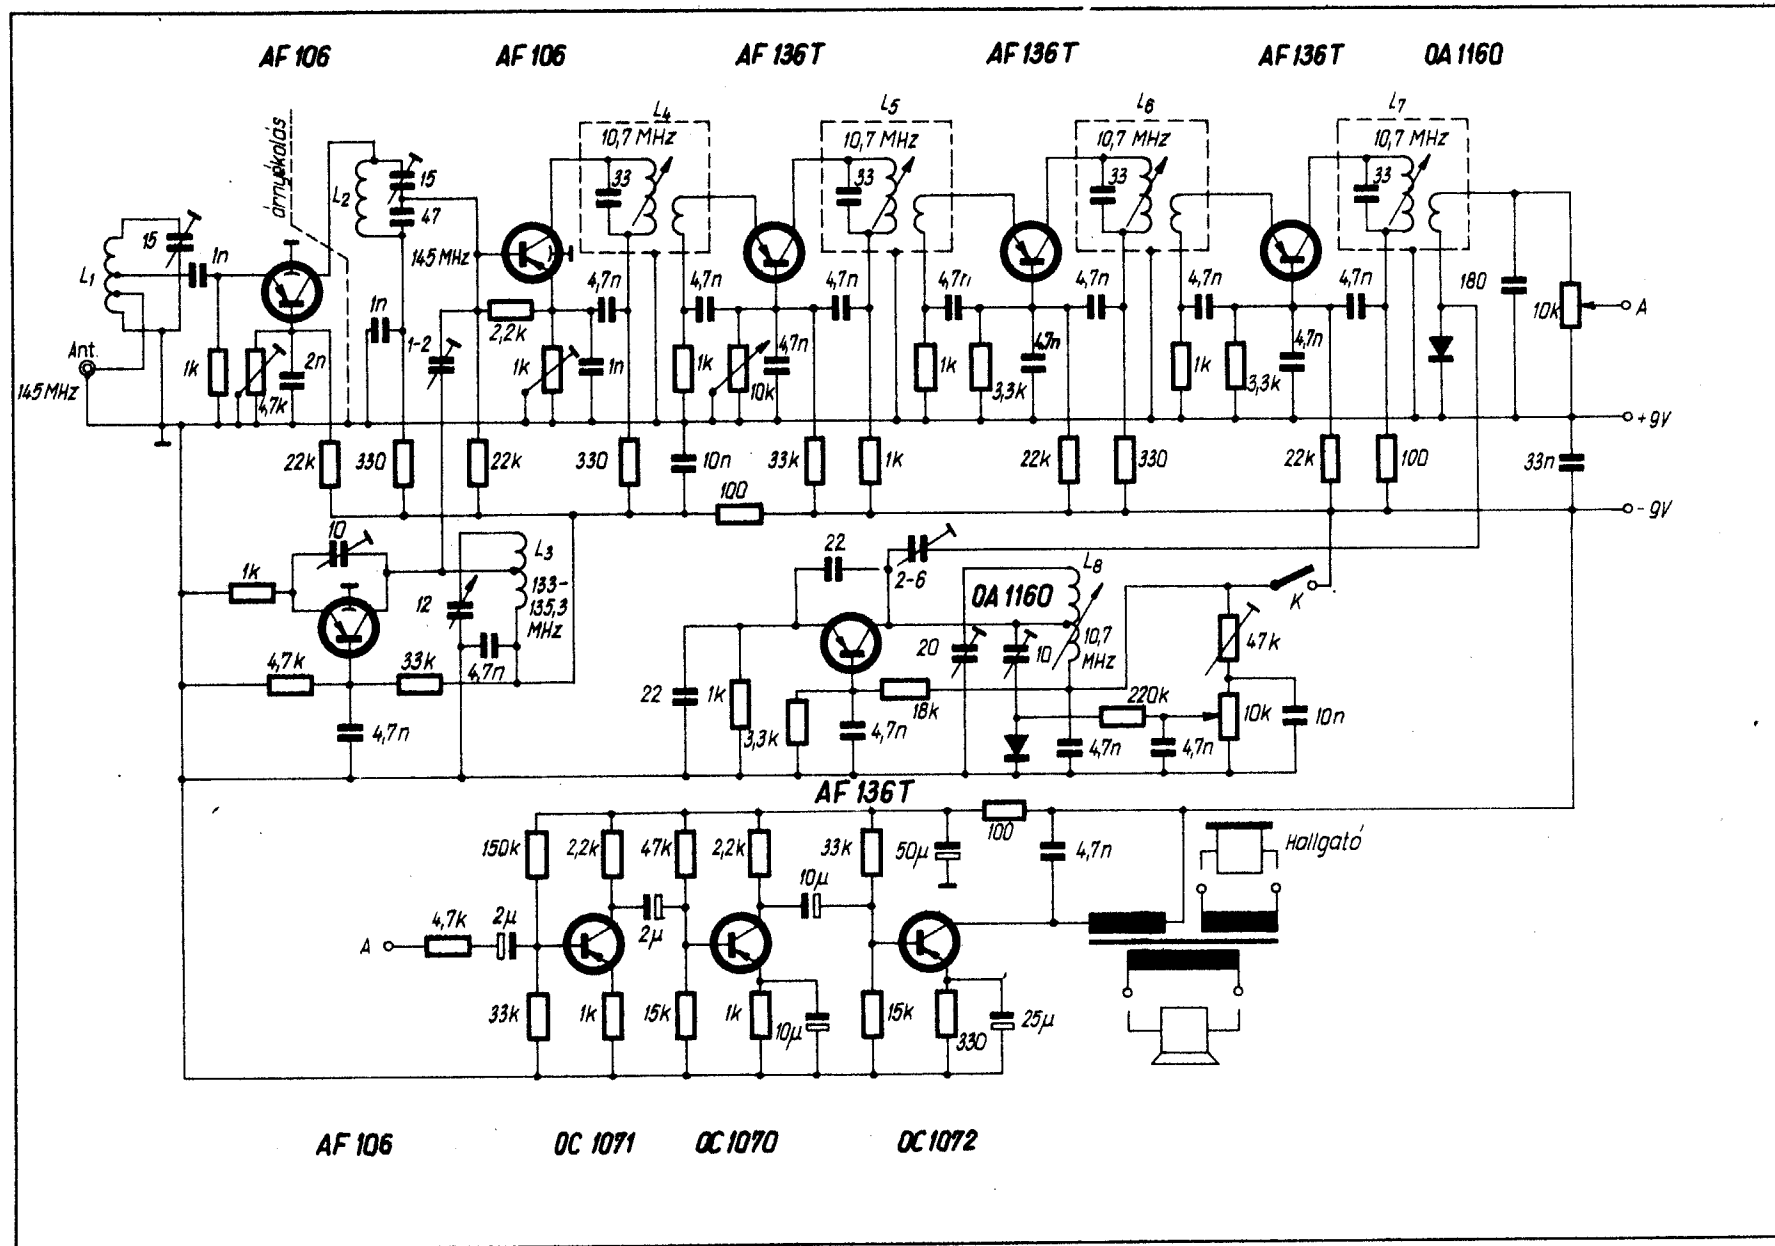 AF 106 AF 106 AF 136 T AF 136 T AF 136 T OA 1160
L4 L5 L6 L7
10,7 MHz 10,7 MHz 10,7 MHz 10,7 MHz
árnyékolás
L2 15 33 33 33 33
47
15 1n 145 MHz
L1 4,7n 4,7n 4,7n 4,7n 4,7n 4,7n 4,7n 180
1n 2,2k 10k A
1-2
Ant. 1k 2n 1k 1n 1k 4,7n 1k 4,7n 1k 4,7n
145 MHz 4,7k 10k 3,3k 3,3k
+9V
22k 330 22k 330 10n 33k 1k 22k 330 22k 100 33n
100
-9V
10 L3 22 L8
1k 133- 2-6 OA 1160 K
12 135,3 20 10 10,7 47k
MHz MHz
4,7k 33k 4,7n 22 1k 18k 220k 10k 10n
4,7n 3,3k 4,7n 4,7n 4,7n
AF 136 T
100
150k 2,2k 47k 2,2k 33k 50µ 4,7n Hallgató
10µ
4,7k 2µ
A 2µ
33k 1k 15k 1k 10µ 15k 330 25µ
AF 106 OC 1071 OC 1070 OC 1072